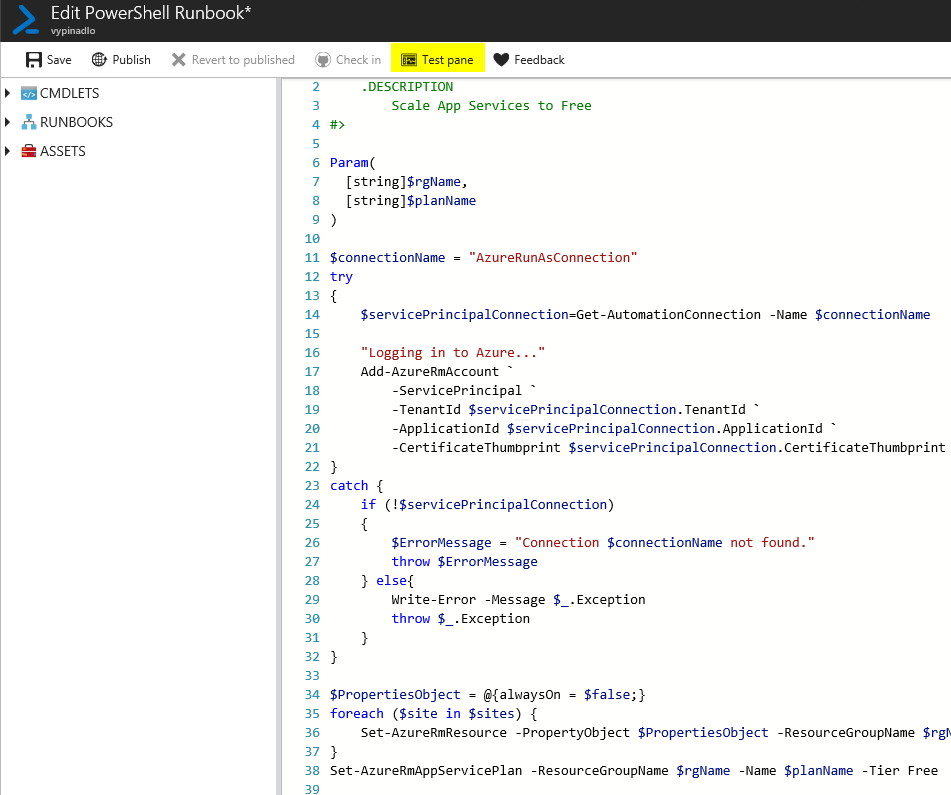 Edit PowerShell Runbook*
vypinadlo
Save Publish Revert to published Check in Test pane Feedback
CMDLETS
RUNBOOKS
ASSETS
2     .DESCRIPTION
3         Scale App Services to Free
4 #>
5
6 Param(
7   [string]$rgName,
8   [string]$planName
9 )
10
11 $connectionName = "AzureRunAsConnection"
12 try
13 {
14     $servicePrincipalConnection=Get-AutomationConnection -Name $connectionName
15
16     "Logging in to Azure..."
17     Add-AzureRmAccount `
18         -ServicePrincipal `
19         -TenantId $servicePrincipalConnection.TenantId `
20         -ApplicationId $servicePrincipalConnection.ApplicationId `
21         -CertificateThumbprint $servicePrincipalConnection.CertificateThumbprint
22 }
23 catch {
24     if (!$servicePrincipalConnection)
25     {
26         $ErrorMessage = "Connection $connectionName not found."
27         throw $ErrorMessage
28     } else{
29         Write-Error -Message $_.Exception
30         throw $_.Exception
31     }
32 }
33
34 $PropertiesObject = @{alwaysOn = $false;}
35 foreach ($site in $sites) {
36     Set-AzureRmResource -PropertyObject $PropertiesObject -ResourceGroupName
37 }
38 Set-AzureRmAppServicePlan -ResourceGroupName $rgName -Name $planName -Tier Free
39